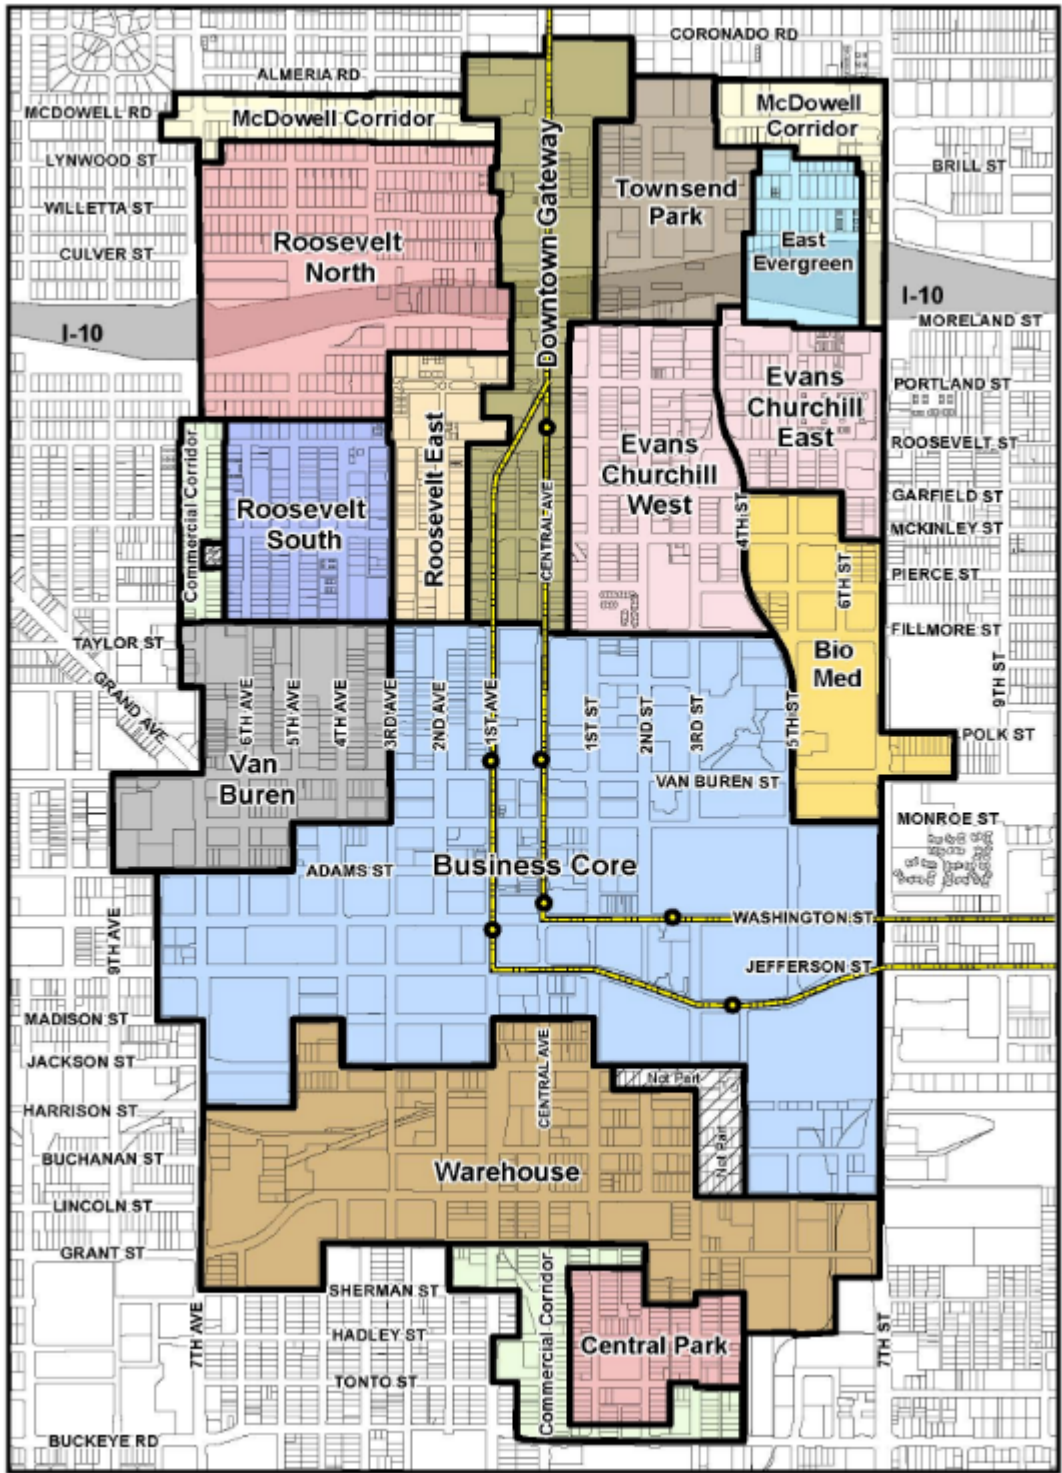 CORONADO RD
ALMERIA RD
MCDOWELL RD
McDowell Corridor
McDowell
Corridor
LYNWOOD ST
BRILL ST
WILLETTA ST
CULVER ST
Roosevelt
North
Downtown Gateway
Townsend
Park
East
Evergreen
I-10
I-10
MORELAND ST
PORTLAND ST
ROOSEVELT ST
GARFIELD ST
MCKINLEY ST
PIERCE ST
FILLMORE ST
Evans
Churchill
East
Evans
Churchill
West
Commercial Corridor
Roosevelt
South
Roosevelt East
CENTRAL AVE
4TH ST
6TH ST
Bio
Med
9TH ST
TAYLOR ST
GRAND AVE
6TH AVE
5TH AVE
4TH AVE
3RD AVE
2ND AVE
1ST AVE
1ST ST
2ND ST
3RD ST
5TH ST
POLK ST
Van
Buren
VAN BUREN ST
MONROE ST
ADAMS ST
Business Core
WASHINGTON ST
JEFFERSON ST
9TH AVE
MADISON ST
JACKSON ST
HARRISON ST
BUCHANAN ST
LINCOLN ST
GRANT ST
CENTRAL AVE
Not Part
Not Part
Warehouse
SHERMAN ST
HADLEY ST
TONTO ST
BUCKEYE RD
7TH AVE
Commercial Corridor
Central Park
7TH ST